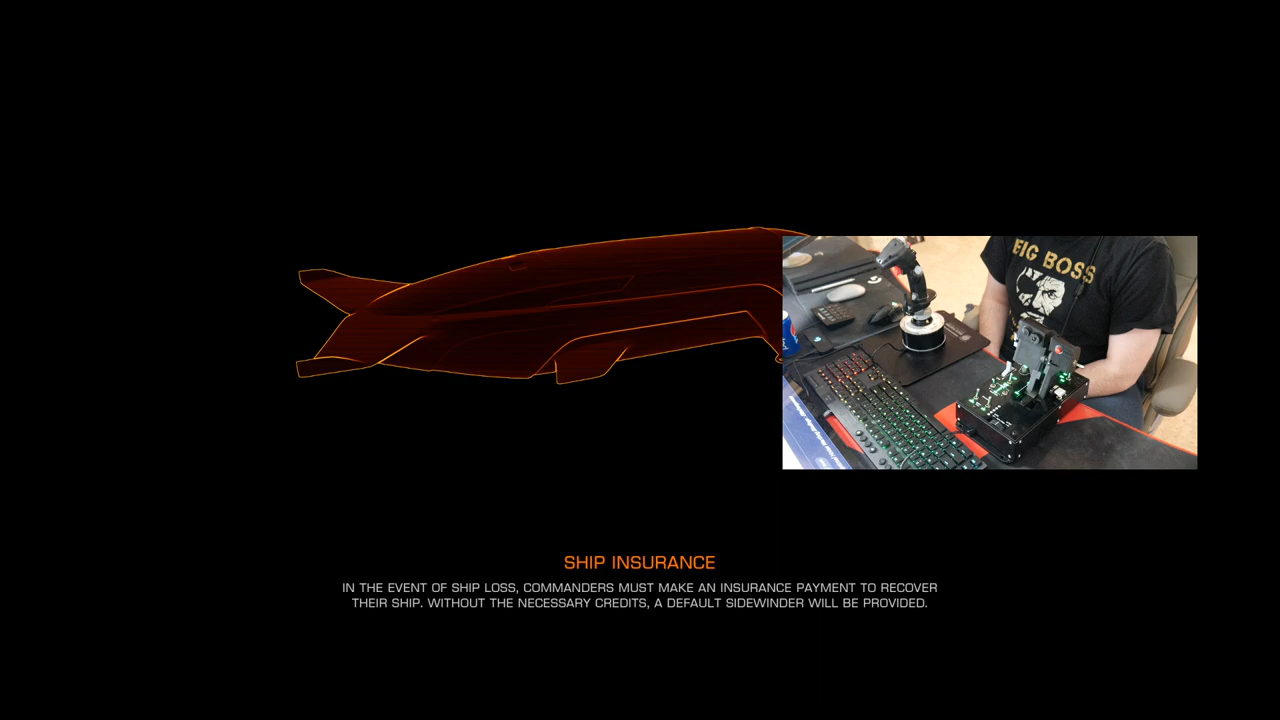 BIG BOSS
SHIP INSURANCE
IN THE EVENT OF SHIP LOSS, COMMANDERS MUST MAKE AN INSURANCE PAYMENT TO RECOVER
THEIR SHIP. WITHOUT THE NECESSARY CREDITS, A DEFAULT SIDEWINDER WILL BE PROVIDED.